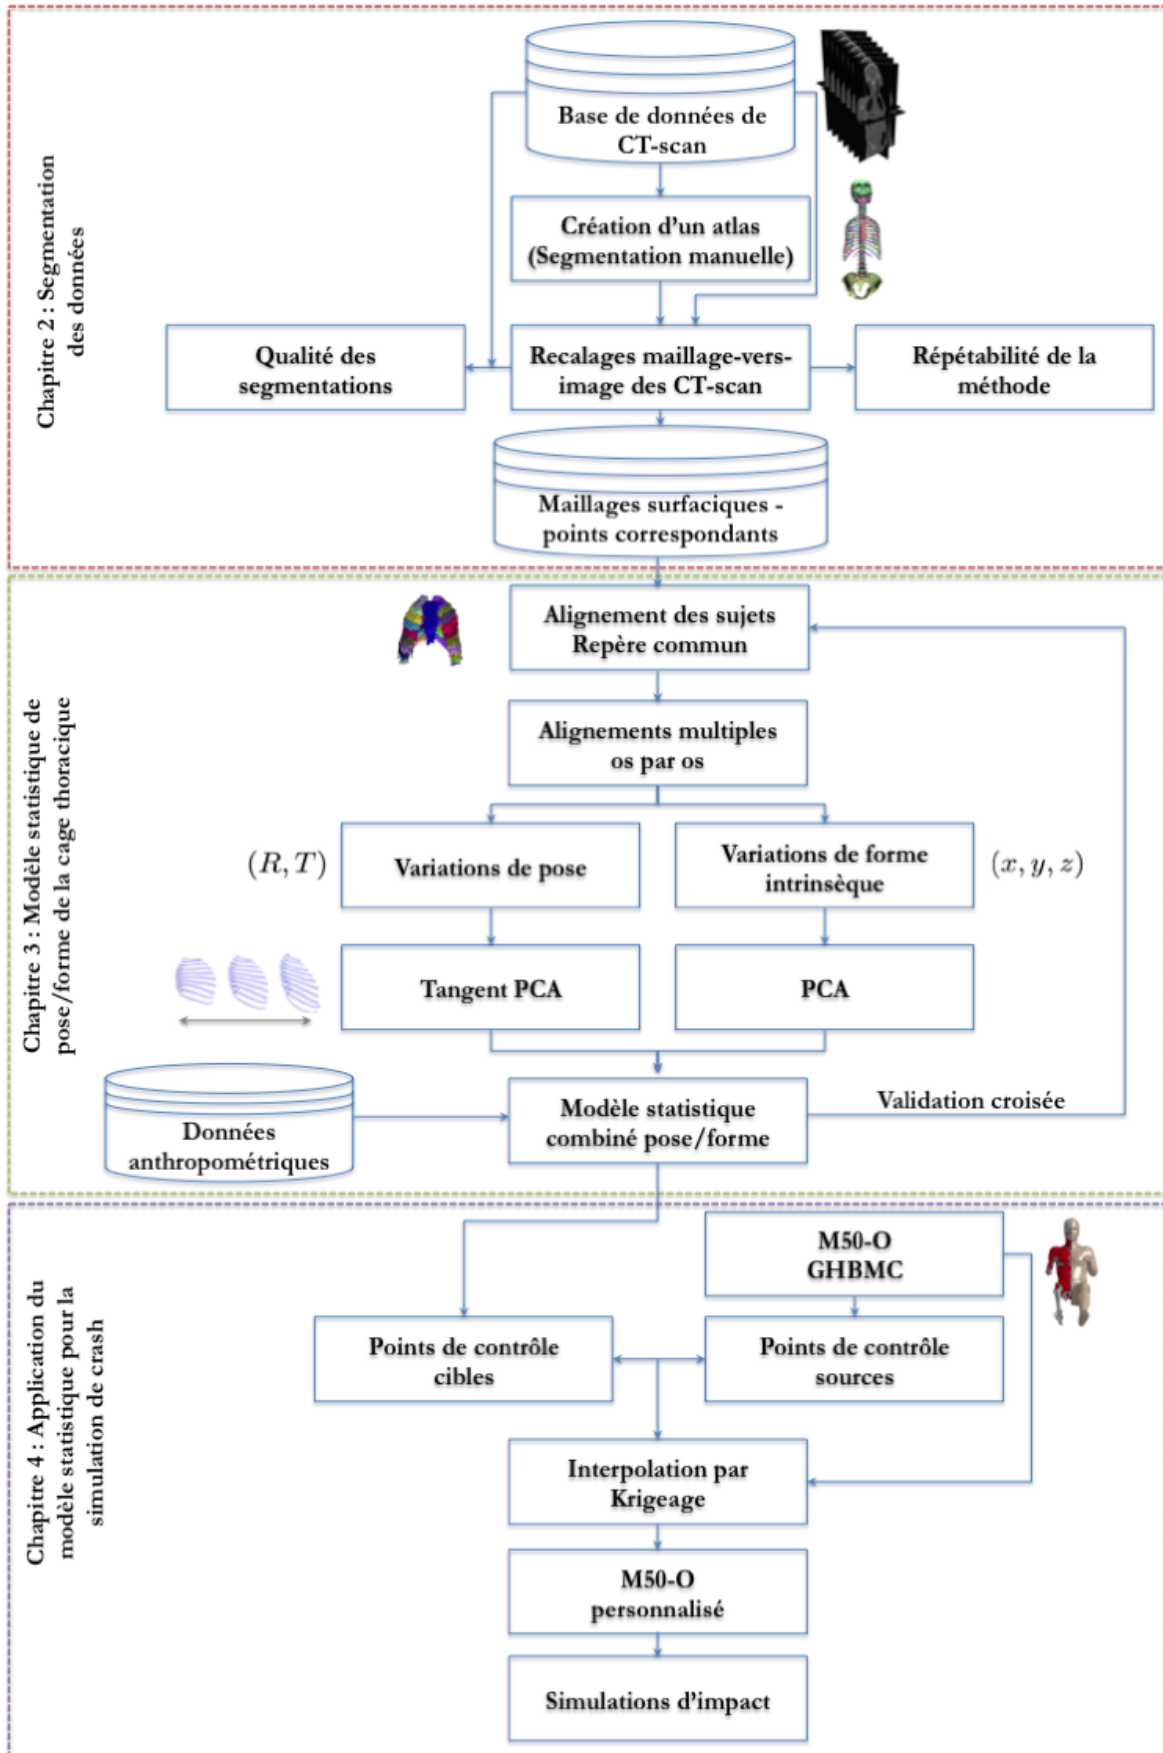 Chapitre 2 : Segmentation
des données
Base de données de
CT-scan
Création d'un atlas
(Segmentation manuelle)
Qualité des
segmentations
Recalages maillage-vers-
image des CT-scan
Répétabilité de la
méthode
Maillages surfaciques -
points correspondants
Chapitre 3 : Modèle statistique de
pose/forme de la cage thoracique
Alignement des sujets
Repère commun
Alignements multiples
os par os
(R, T)
Variations de pose
Variations de forme
intrinsèque
(x, y, z)
Tangent PCA
PCA
Données
anthropométriques
Modèle statistique
combiné pose/forme
Validation croisée
Chapitre 4 : Application du
modèle statistique pour la
simulation de crash
M50-O
GHBMC
Points de contrôle
cibles
Points de contrôle
sources
Interpolation par
Krigeage
M50-O
personnalisé
Simulations d'impact